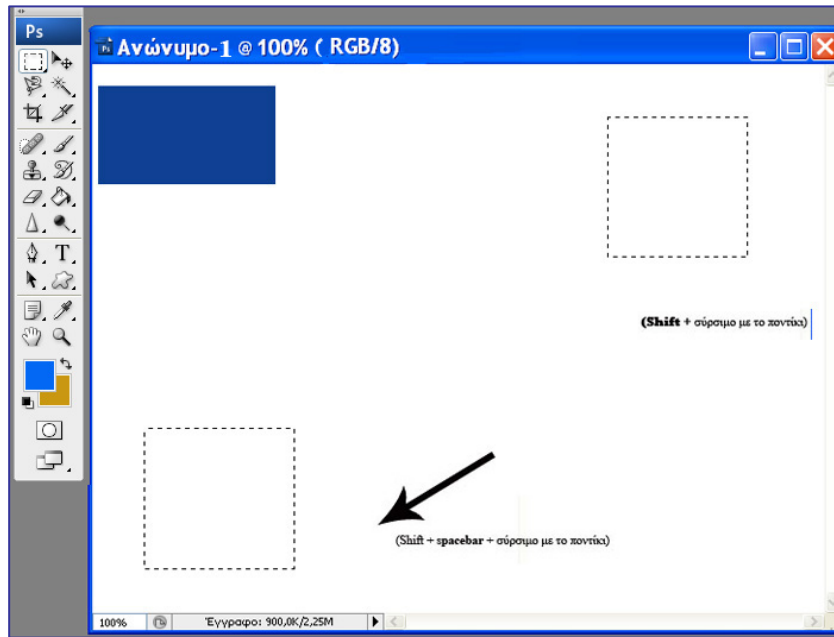 Ps
Ps Ανώνυμο-1 @ 100% ( RGB/8)
T
(Shift + σύρσιμο με το ποντίκι)
(Shift + spacebar + σύρσιμο με το ποντίκι)
100%
Έγγραφο: 900,0K/2,25M